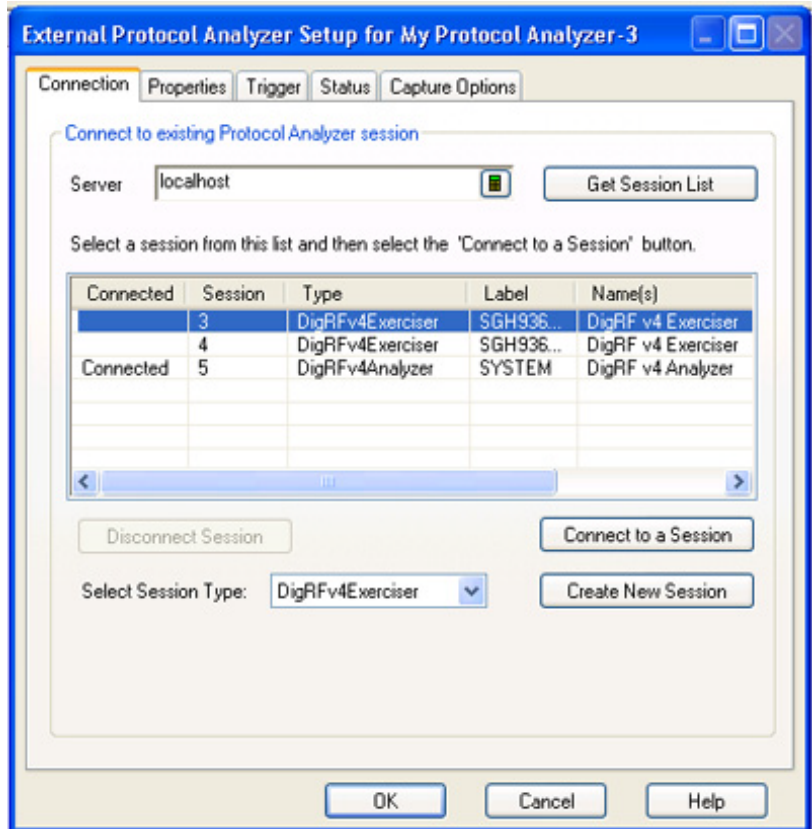 External Protocol Analyzer Setup for My Protocol Analyzer-3
Connection Properties Trigger Status Capture Options
Connect to existing Protocol Analyzer session
Server localhost Get Session List
Select a session from this list and then select the 'Connect to a Session' button.
Connected Session Type Label Name(s)
3 DigRFv4Exerciser SGH936... DigRF v4 Exerciser
4 DigRFv4Exerciser SGH936... DigRF v4 Exerciser
Connected 5 DigRFv4Analyzer SYSTEM DigRF v4 Analyzer
Disconnect Session Connect to a Session
Select Session Type: DigRFv4Exerciser Create New Session
OK Cancel Help